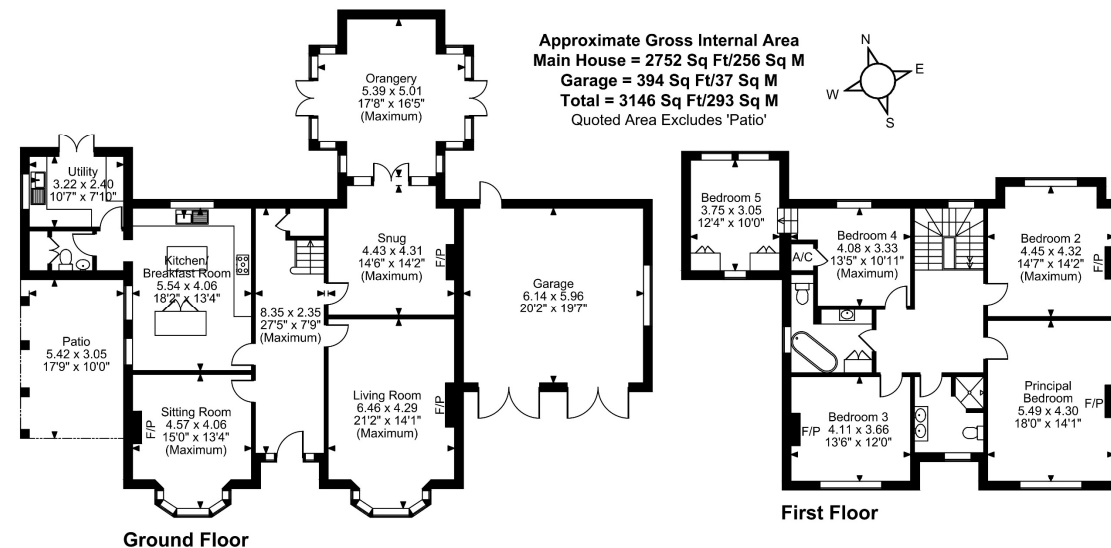 Approximate Gross Internal Area
Main House = 2752 Sq Ft/256 Sq M
Garage = 394 Sq Ft/37 Sq M
Total = 3146 Sq Ft/293 Sq M
Quoted Area Excludes 'Patio'
N
E
W
S
Orangery
5.39 x 5.01
17'8" x 16'5"
(Maximum)
Utility
3.22 x 2.40
10'7" x 7'10"
Kitchen/
Breakfast Room
5.54 x 4.06
18'2" x 13'4"
8.35 x 2.35
27'5" x 7'9"
(Maximum)
Snug
4.43 x 4.31
14'6" x 14'2"
(Maximum)
F/P
Garage
6.14 x 5.96
20'2" x 19'7"
Patio
5.42 x 3.05
17'9" x 10'0"
Sitting Room
4.57 x 4.06
15'0" x 13'4"
(Maximum)
F/P
Living Room
6.46 x 4.29
21'2" x 14'1"
(Maximum)
F/P
Ground Floor
Bedroom 5
3.75 x 3.05
12'4" x 10'0"
Bedroom 4
4.08 x 3.33
13'5" x 10'11"
(Maximum)
A/C
Bedroom 2
4.45 x 4.32
14'7" x 14'2"
(Maximum)
F/P
Bedroom 3
4.11 x 3.66
13'6" x 12'0"
F/P
Principal
Bedroom
5.49 x 4.30
18'0" x 14'1"
F/P
First Floor